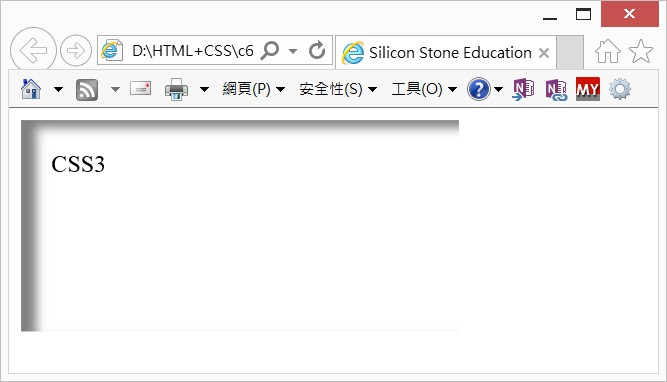 D:\HTML+CSS\c6
Silicon Stone Education
網頁(P) 安全性(S) 工具(O) ? MY
CSS3